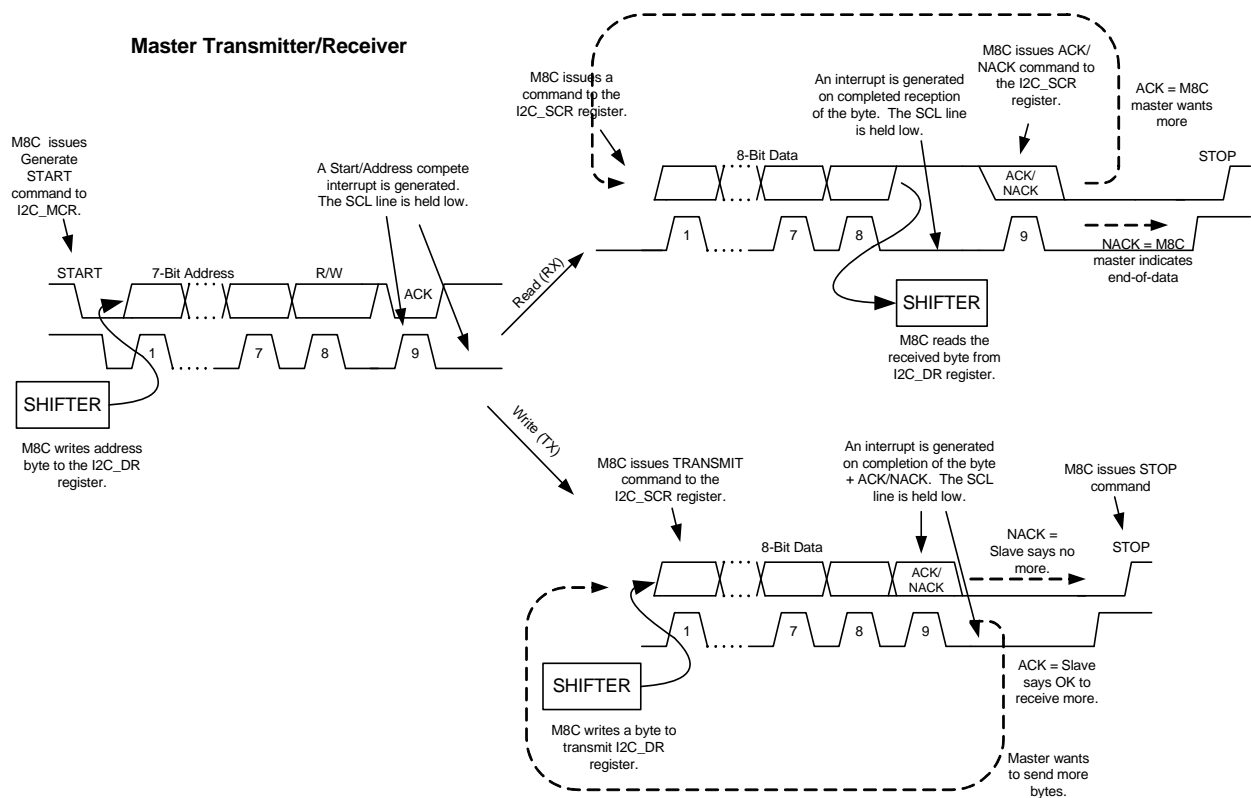 Master Transmitter/Receiver
M8C issues
Generate
START
command to
I2C_MCR.
A Start/Address compete
interrupt is generated.
The SCL line is held low.
START
7-Bit Address
R/W
ACK
1
7
8
9
SHIFTER
M8C writes address
byte to the I2C_DR
register.
Read (RX)
Write (TX)
M8C issues a
command to the
I2C_SCR register.
An interrupt is generated
on completed reception
of the byte. The SCL line
is held low.
M8C issues ACK/
NACK command to
the I2C_SCR
register.
ACK = M8C
master wants
more
8-Bit Data
STOP
ACK/
NACK
1
7
8
9
NACK = M8C
master indicates
end-of-data
SHIFTER
M8C reads the
received byte from
I2C_DR register.
M8C issues TRANSMIT
command to the
I2C_SCR register.
An interrupt is generated
on completion of the byte
+ ACK/NACK. The SCL
line is held low.
M8C issues STOP
command
8-Bit Data
NACK =
Slave says no
more.
STOP
ACK/
NACK
1
7
8
9
SHIFTER
M8C writes a byte to
transmit I2C_DR
register.
ACK = Slave
says OK to
receive more.
Master wants
to send more
bytes.